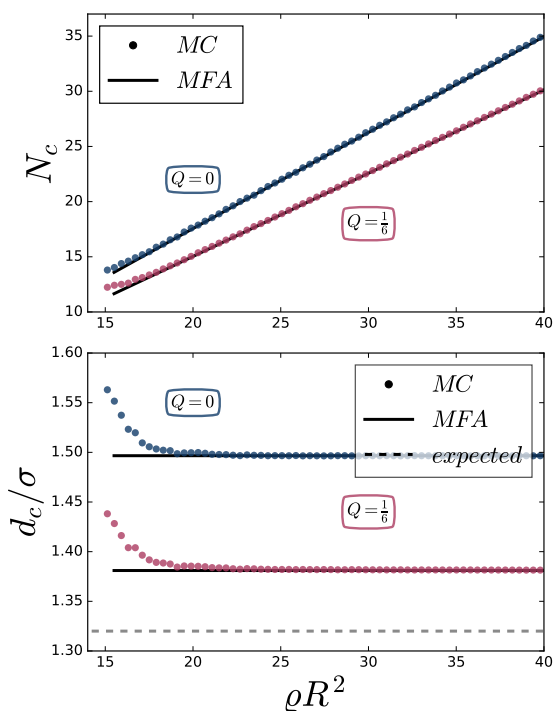 35
30
25
20
15
10
N_c
MC
MFA
Q = 0
Q = 1/6
15 20 25 30 35 40
1.60
1.55
1.50
1.45
1.40
1.35
1.30
d_c/σ
MC
MFA
expected
Q = 0
Q = 1/6
15 20 25 30 35 40
ϱR²